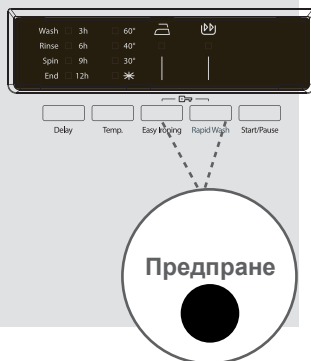 Wash 3h 60°
Rinse 6h 40°
Spin 9h 30°
End 12h
Delay Temp. Easy Ironing Rapid Wash Start/Pause
Предпране